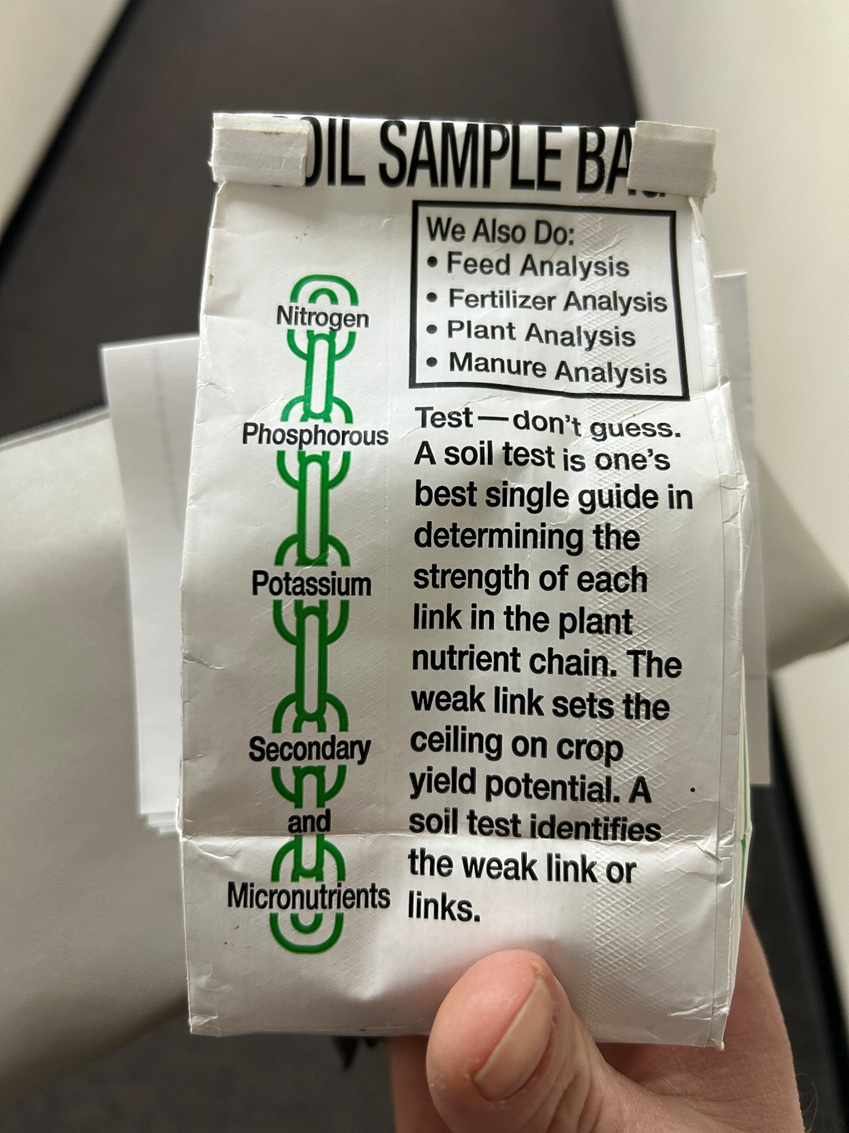 OIL SAMPLE BA
We Also Do:
• Feed Analysis
• Fertilizer Analysis
• Plant Analysis
• Manure Analysis
Nitrogen
Phosphorous
Potassium
Secondary
and
Micronutrients
Test—don't guess.
A soil test is one's
best single guide in
determining the
strength of each
link in the plant
nutrient chain. The
weak link sets the
ceiling on crop
yield potential. A
soil test identifies
the weak link or
links.